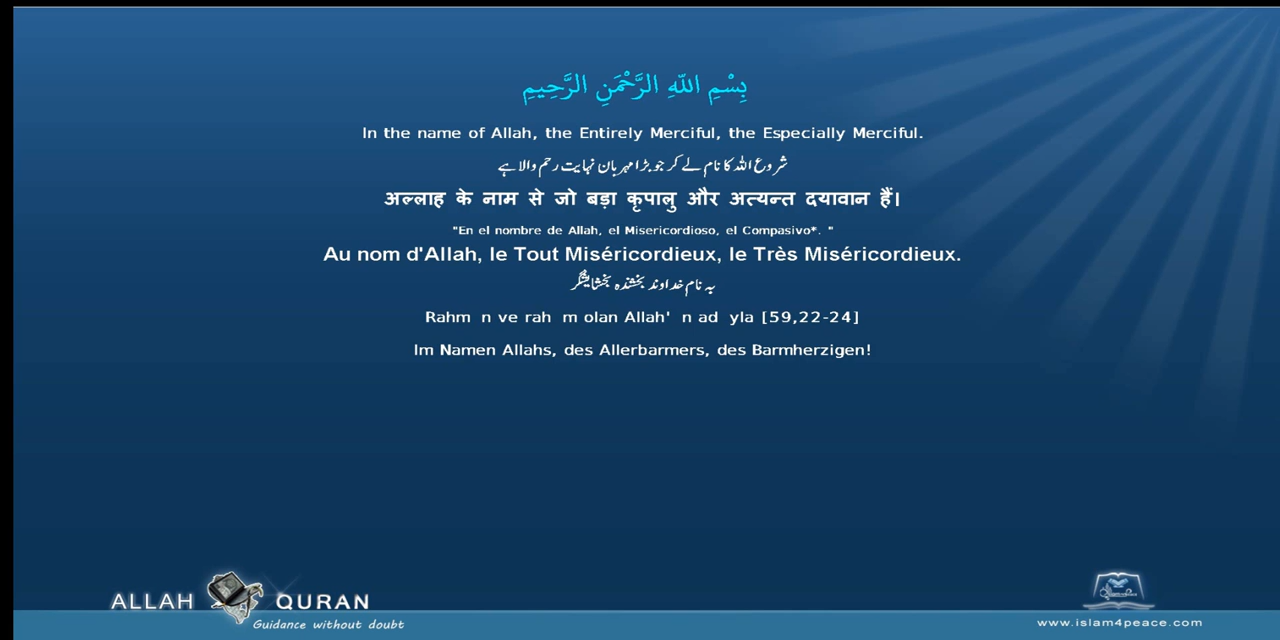 بِسْمِ اللّهِ الرَّحْمَنِ الرَّحِيمِ
In the name of Allah, the Entirely Merciful, the Especially Merciful.
شروع الله کا نام لے کر جو بڑا مہربان نہایت رحم والا ہے
अल्लाह के नाम से जो बड़ा कृपालु और अत्यन्त दयावान हैं।
"En el nombre de Allah, el Misericordioso, el Compasivo*. "
Au nom d'Allah, le Tout Miséricordieux, le Très Miséricordieux.
به نام خداوند بخشنده بخشایشگر
Rahm n ve rah m olan Allah' n ad yla [59,22-24]
Im Namen Allahs, des Allerbarmers, des Barmherzigen!
ALLAH QURAN
Guidance without doubt
www.islam4peace.com